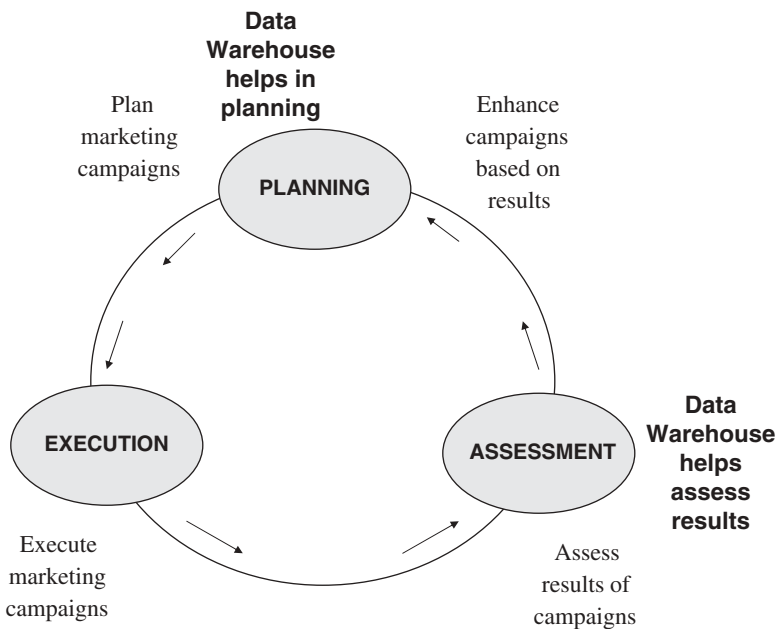 Data
Warehouse
helps in
planning
Plan
marketing
campaigns
Enhance
campaigns
based on
results
PLANNING
EXECUTION
ASSESSMENT
Data
Warehouse
helps
assess
results
Execute
marketing
campaigns
Assess
results of
campaigns